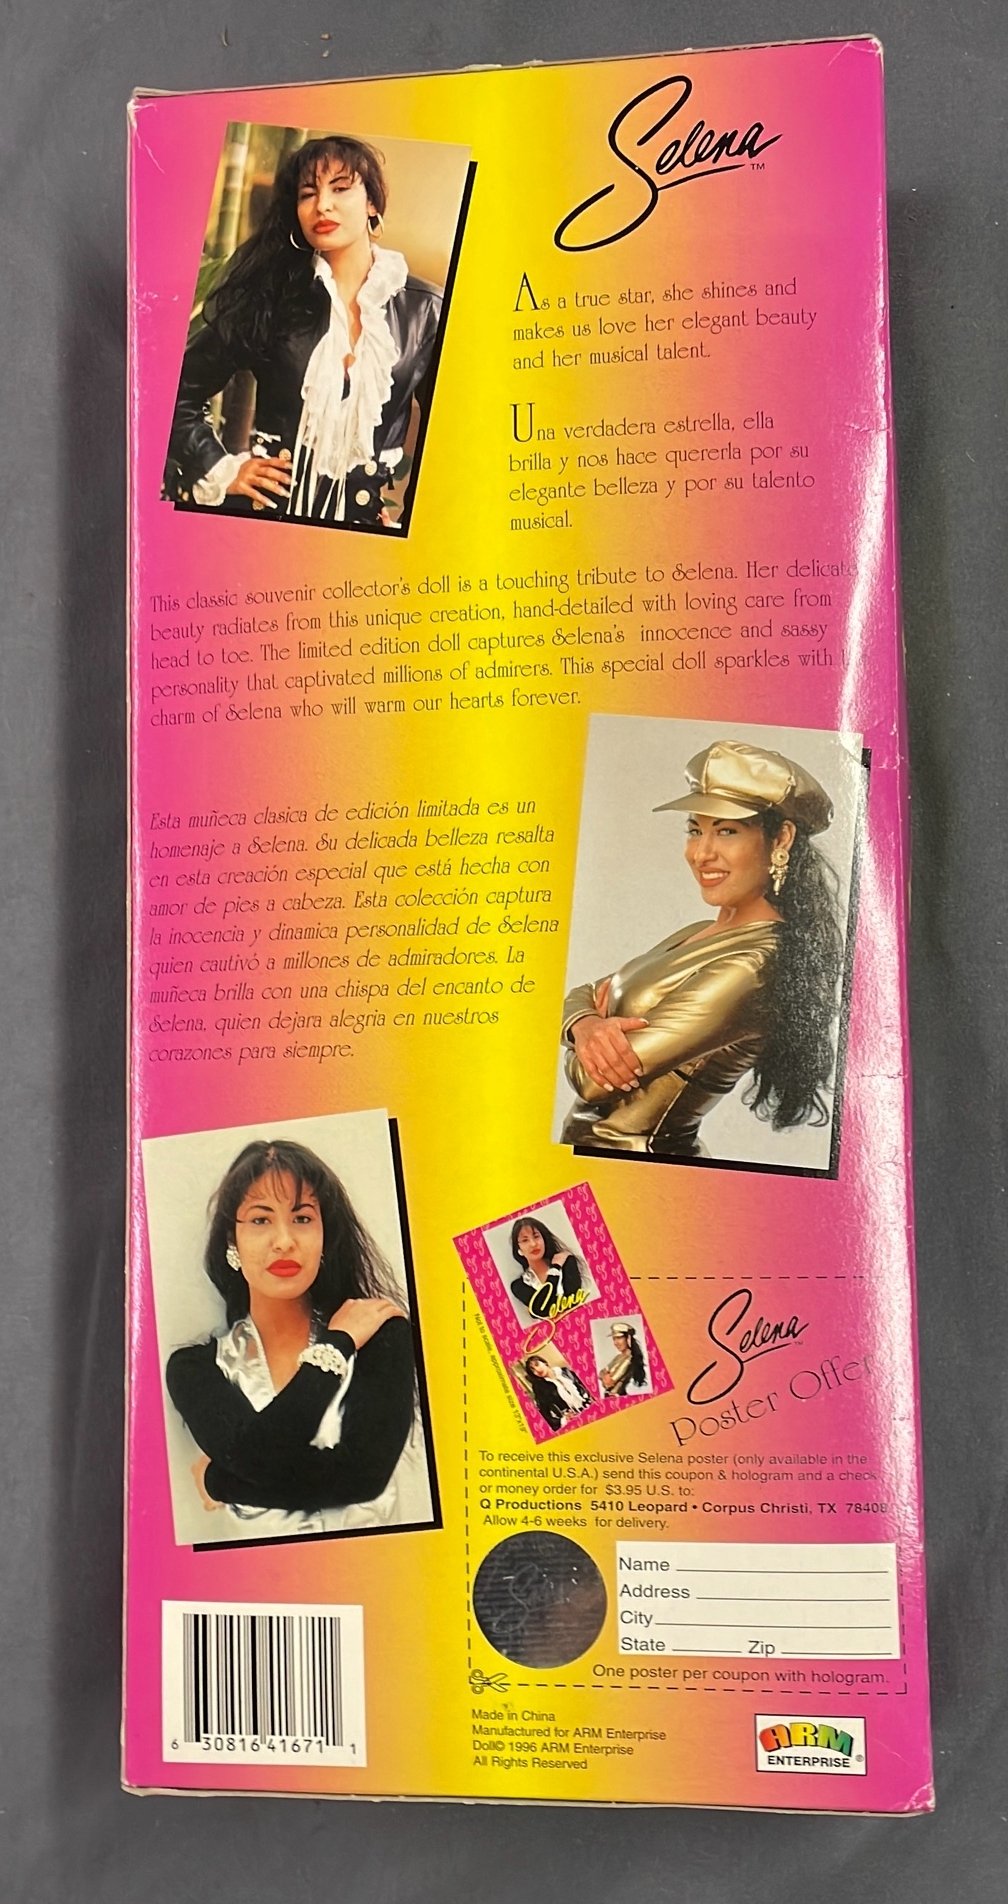 Selena™
As a true star, she shines and
makes us love her elegant beauty
and her musical talent.
Una verdadera estrella, ella
brilla y nos hace quererla por su
elegante belleza y por su talento
musical.
This classic souvenir collector's doll is a touching tribute to Selena. Her delicate
beauty radiates from this unique creation, hand-detailed with loving care from
head to toe. The limited edition doll captures Selena's innocence and sassy
personality that captivated millions of admirers. This special doll sparkles with
charm of Selena who will warm our hearts forever.
Esta muñeca clasica de edición limitada es un
homenaje a Selena. Su delicada belleza resalta
en esta creación especial que está hecha con
amor de pies a cabeza. Esta colección captura
la inocencia y dinamica personalidad de Selena
quien cautivó a millones de admiradores. La
muñeca brilla con una chispa del encanto de
Selena, quien dejara alegria en nuestros
corazones para siempre.
Selena
Not to scale, approximate size 13"X19"
Selena™
Poster Offer
To receive this exclusive Selena poster (only available in the
continental U.S.A.) send this coupon & hologram and a check
or money order for $3.95 U.S. to:
Q Productions 5410 Leopard • Corpus Christi, TX 78408
Allow 4-6 weeks for delivery.
Selena
Name
Address
City
State Zip
One poster per coupon with hologram.
6 30816 41671 1
Made in China
Manufactured for ARM Enterprise
Doll© 1996 ARM Enterprise
All Rights Reserved
ARM
ENTERPRISE ®